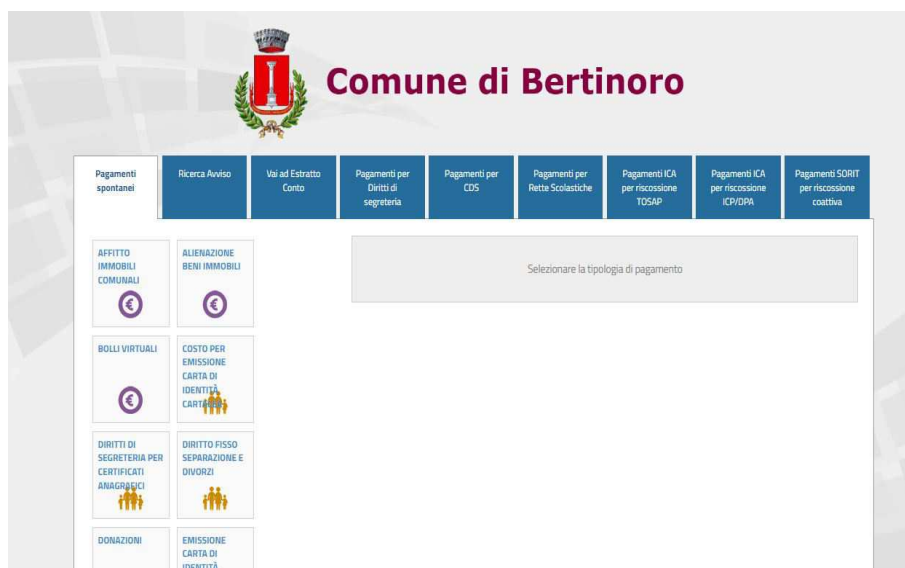 Comune di Bertinoro
Pagamenti
spontanei
Ricerca Avviso
Vai ad Estratto
Conto
Pagamenti per
Diritti di
segreteria
Pagamenti per
CDS
Pagamenti per
Rette Scolastiche
Pagamenti ICA
per riscossione
TOSAP
Pagamenti ICA
per riscossione
ICP/DPA
Pagamenti SORIT
per riscossione
coattiva
AFFITTO
IMMOBILI
COMUNALI
ALIENAZIONE
BENI IMMOBILI
Selezionare la tipologia di pagamento
BOLLI VIRTUALI
COSTO PER
EMISSIONE
CARTA DI
IDENTITÀ
DIRITTI DI
SEGRETERIA PER
CERTIFICATI
ANAGRAFICI
DIRITTO FISSO
SEPARAZIONE E
DIVORZI
DONAZIONI
EMISSIONE
CARTA DI
IDENTITÀ